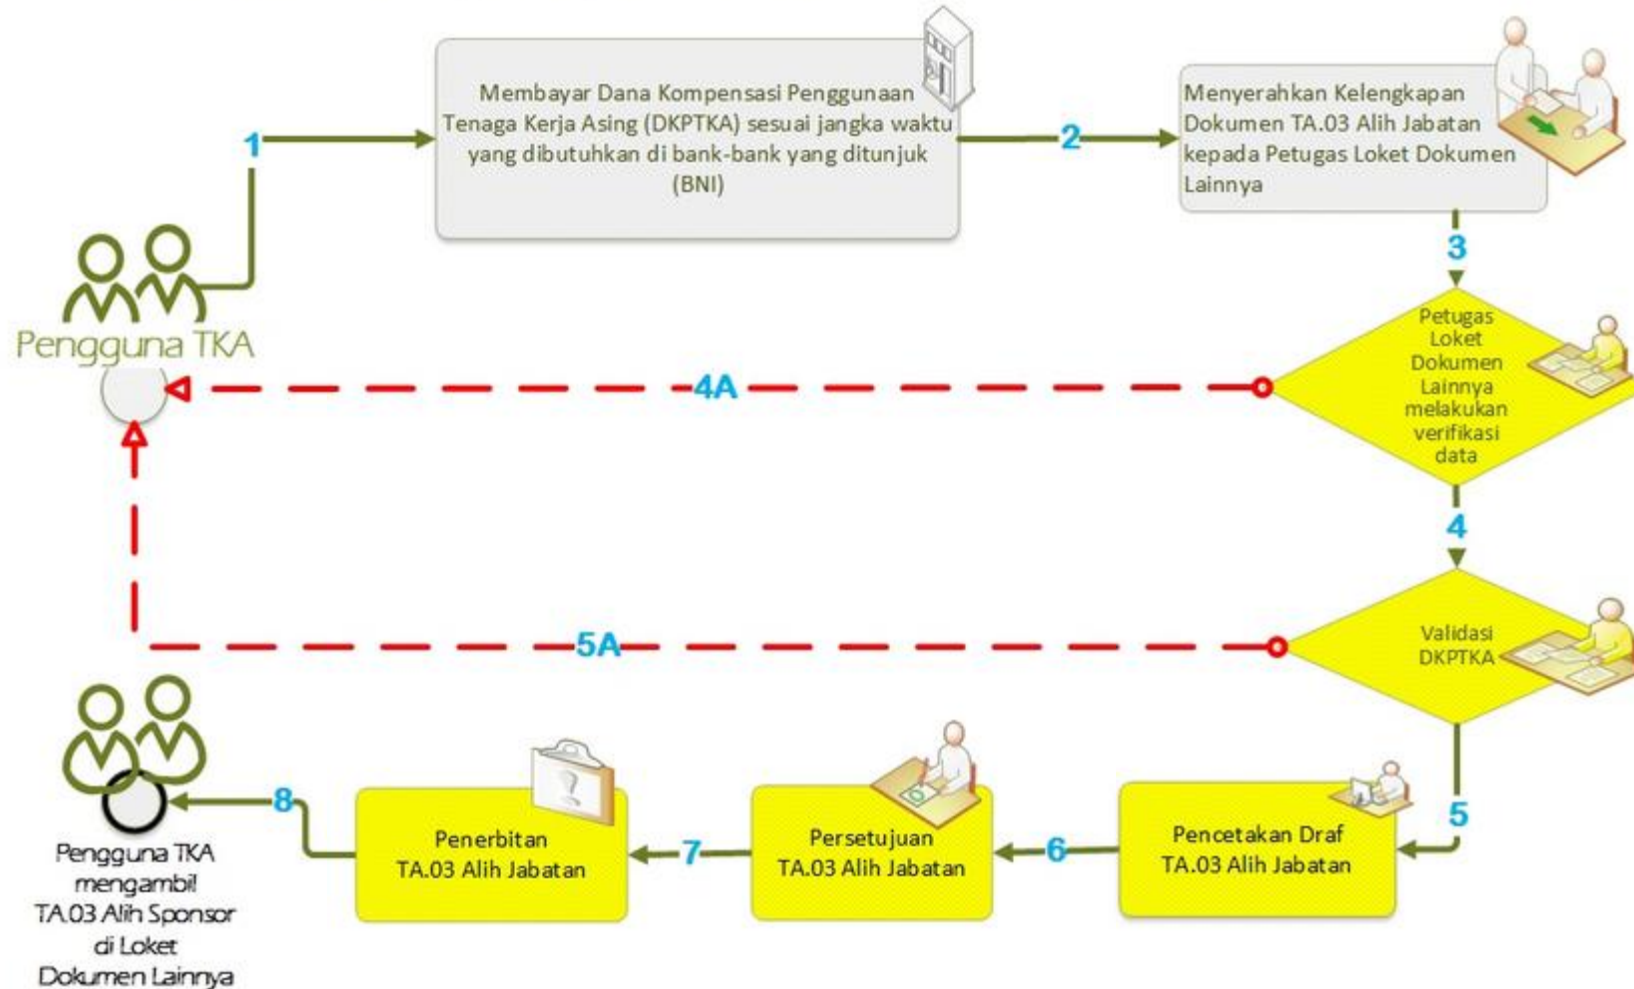 Membayar Dana Kompensasi Penggunaan
Tenaga Kerja Asing (DKPTKA) sesuai jangka waktu
yang dibutuhkan di bank-bank yang ditunjuk
(BNI)
Menyerahkan Kelengkapan
Dokumen TA.03 Alih Jabatan
kepada Petugas Loket Dokumen
Lainnya
1
2
3
Pengguna TKA
Petugas
Loket
Dokumen
Lainnya
melakukan
verifikasi
data
4A
4
Validasi
DKPTKA
5A
5
Pencetakan Draf
TA.03 Alih Jabatan
6
Persetujuan
TA.03 Alih Jabatan
7
Penerbitan
TA.03 Alih Jabatan
8
Pengguna TKA
mengambil
TA.03 Alih Sponsor
di Loket
Dokumen Lainnya